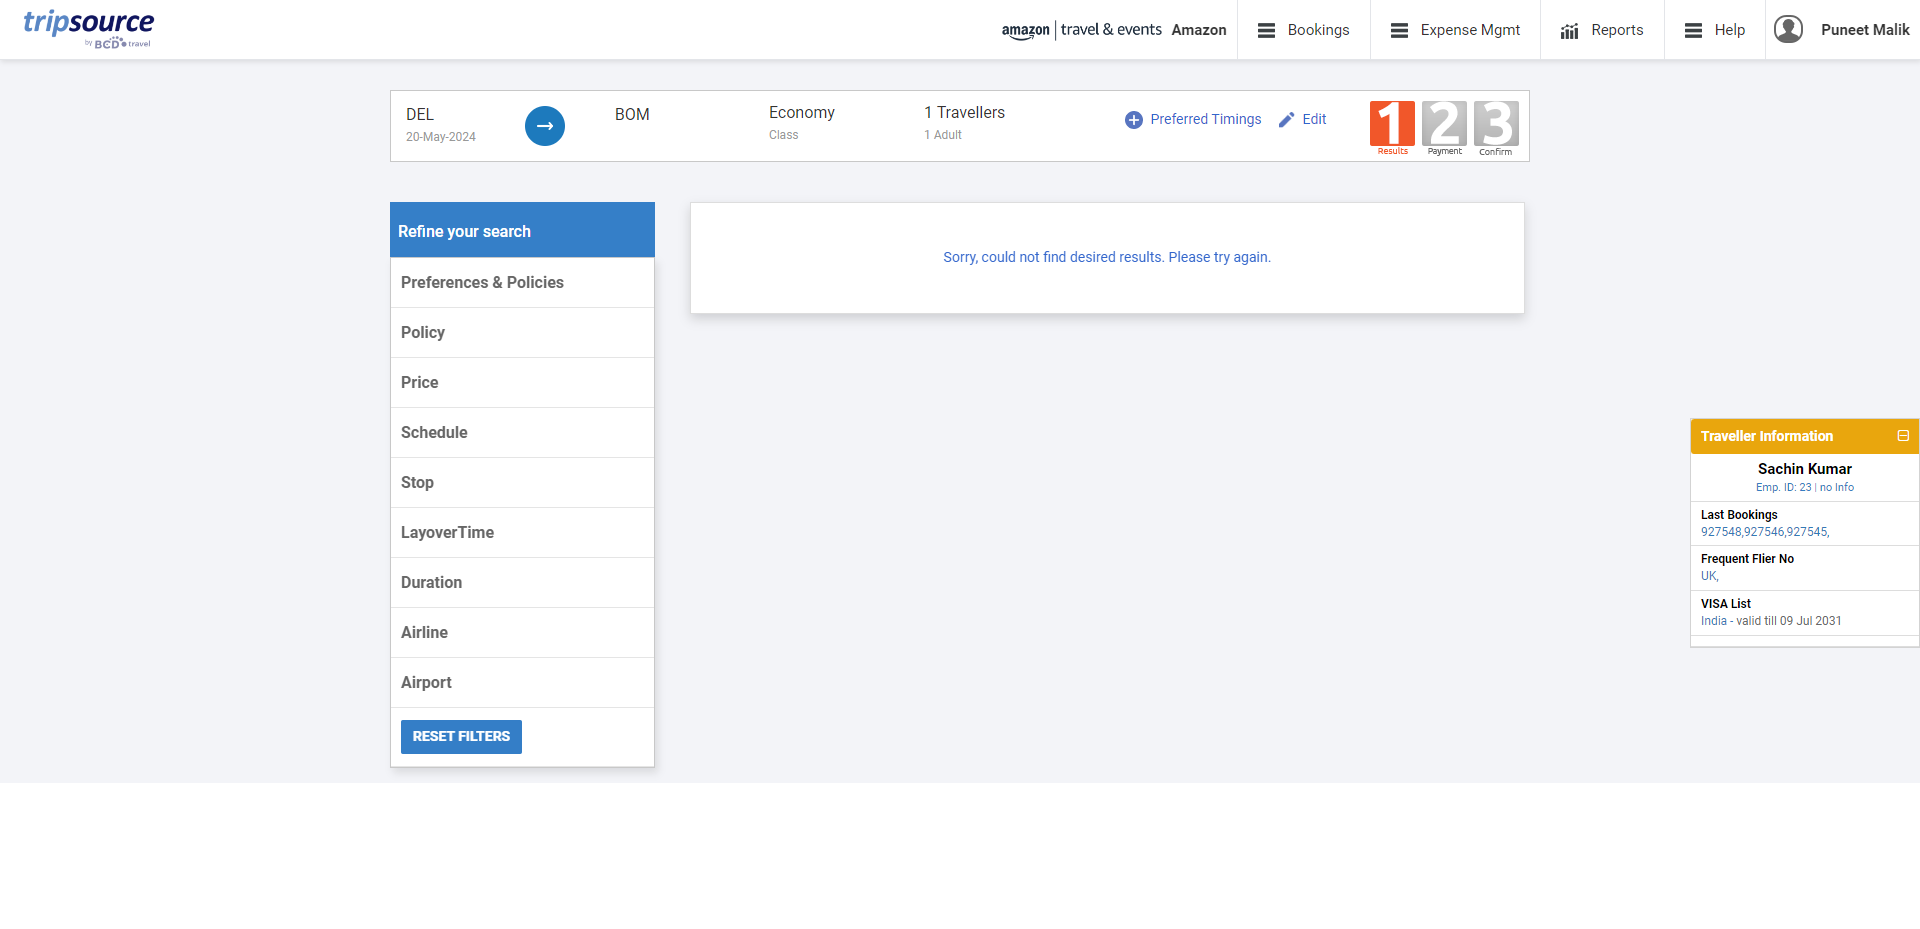 tripsource
by BCD travel
amazon | travel & events Amazon
Bookings
Expense Mgmt
Reports
Help
Puneet Malik
DEL
20-May-2024
BOM
Economy
Class
1 Travellers
1 Adult
Preferred Timings
Edit
1
Results
2
Payment
3
Confirm
Refine your search
Preferences & Policies
Policy
Price
Schedule
Stop
LayoverTime
Duration
Airline
Airport
RESET FILTERS
Sorry, could not find desired results. Please try again.
Traveller Information
Sachin Kumar
Emp. ID: 23 | no Info
Last Bookings
927548,927546,927545,
Frequent Flier No
UK,
VISA List
India - valid till 09 Jul 2031